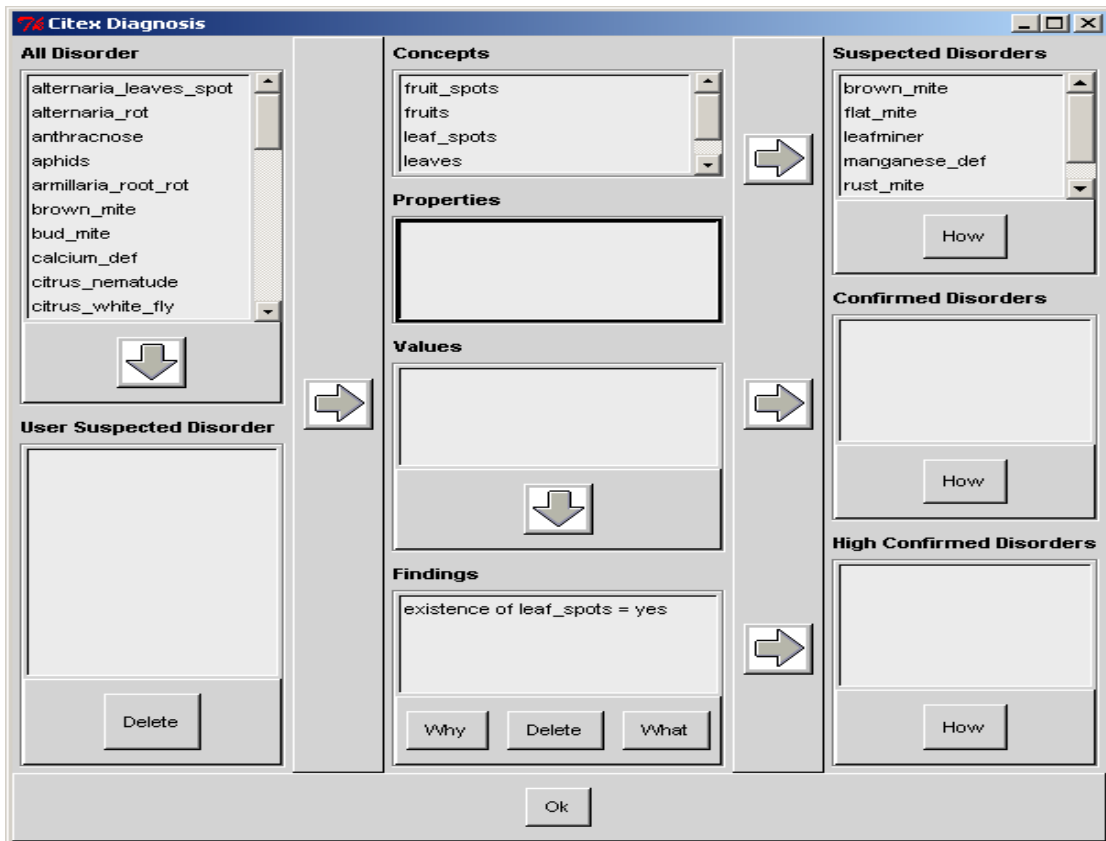 Citex Diagnosis
All Disorder
alternaria_leaves_spot
alternaria_rot
anthracnose
aphids
armillaria_root_rot
brown_mite
bud_mite
calcium_def
citrus_nematude
citrus_white_fly
User Suspected Disorder
Delete
Concepts
fruit_spots
fruits
leaf_spots
leaves
Properties
Values
Findings
existence of leaf_spots = yes
Why
Delete
What
Suspected Disorders
brown_mite
flat_mite
leafminer
manganese_def
rust_mite
How
Confirmed Disorders
How
High Confirmed Disorders
How
Ok